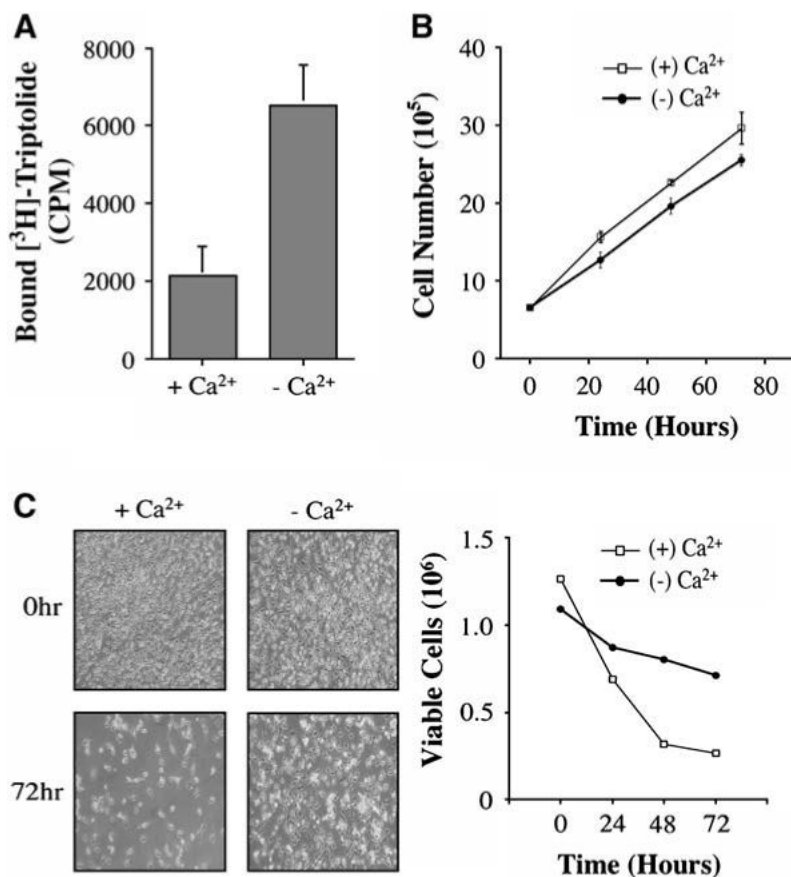 A
Bound [³H]-Triptolide
(CPM)
8000
6000
4000
2000
0
+ Ca²⁺
- Ca²⁺
B
Cell Number (10⁵)
40
30
20
10
0
(+) Ca²⁺
(-) Ca²⁺
0 20 40 60 80
Time (Hours)
C
+ Ca²⁺
- Ca²⁺
0hr
72hr
Viable Cells (10⁶)
1.5
1.0
0.5
0
(+) Ca²⁺
(-) Ca²⁺
0 24 48 72
Time (Hours)